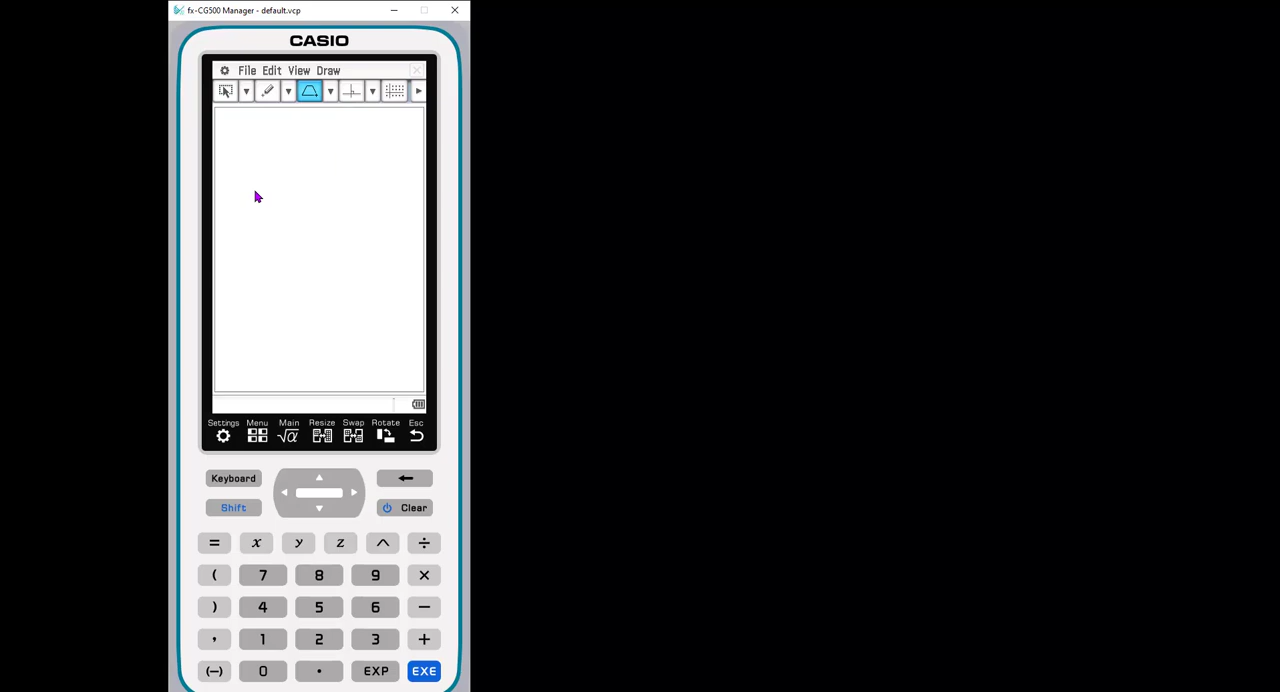 fx-CG500 Manager - default.vcp
CASIO
File Edit View Draw
Settings Menu Main Resize Swap Rotate Esc
√α
Keyboard
Shift
Clear
= x y z ^ ÷
( 7 8 9 ×
) 4 5 6 −
, 1 2 3 +
(−) 0 • EXP EXE